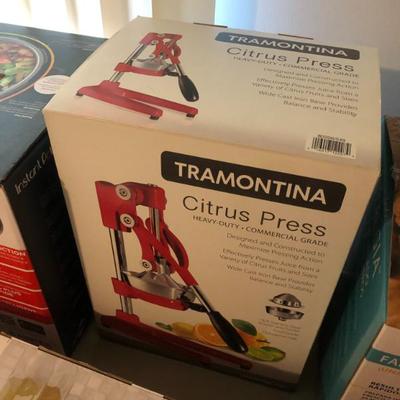 TRAMONTINA
Citrus Press
HEAVY-DUTY • COMMERCIAL GRADE
Designed and Constructed to
Maximize Pressing Action
Effectively Presses Juice from a
Variety of Citrus Fruits and Sizes
Wide Cast Iron Base Provides
Balance and Stability
TRAMONTINA
Citrus Press
HEAVY-DUTY • COMMERCIAL GRADE
Designed and Constructed to
Maximize Pressing Action
Effectively Presses Juice from a
Variety of Citrus Fruits and Sizes
Wide Cast Iron Base Provides
Balance and Stability
Instant